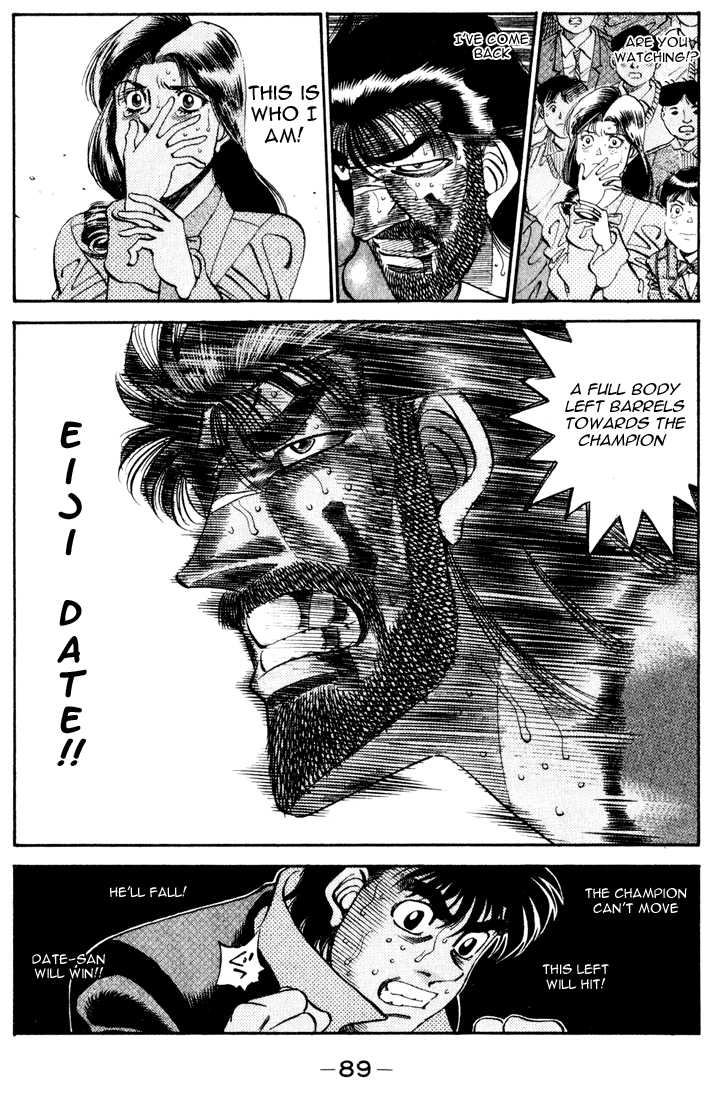 ARE YOU
WATCHING!?
I'VE COME
BACK
THIS IS
WHO I
AM!
A FULL BODY
LEFT BARRELS
TOWARDS THE
CHAMPION
EIJI DATE!!
THE CHAMPION
CAN'T MOVE
THIS LEFT
WILL HIT!
HE'LL FALL!
DATE-SAN
WILL WIN!!
–89–